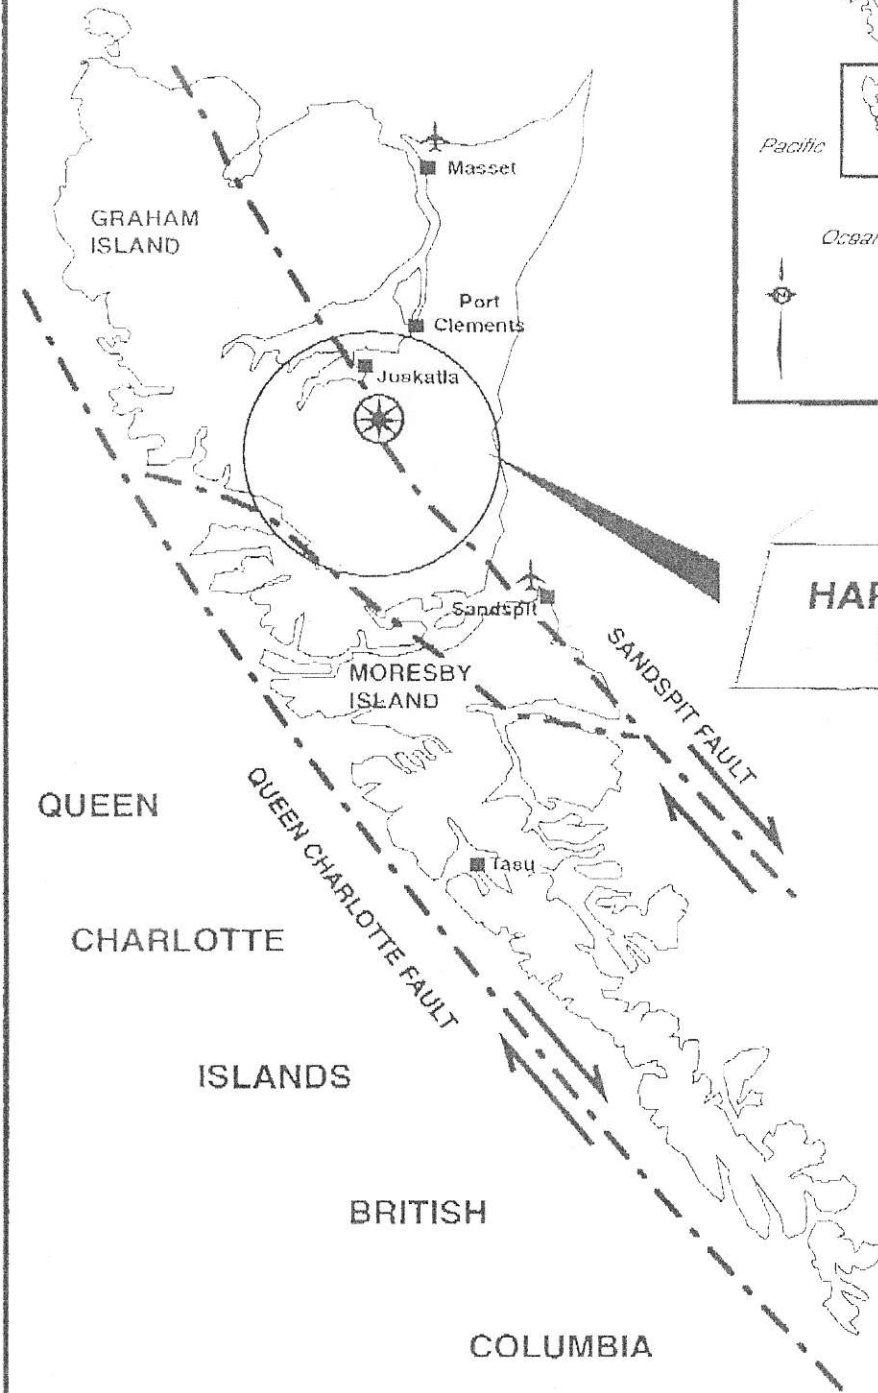 Pacific
Masset
GRAHAM
ISLAND
Ocean
Port
Clements
Juskatla
HAR
Sandspit
SANDSPIT FAULT
MORESBY
ISLAND
QUEEN
QUEEN CHARLOTTE FAULT
Tasu
CHARLOTTE
ISLANDS
BRITISH
COLUMBIA